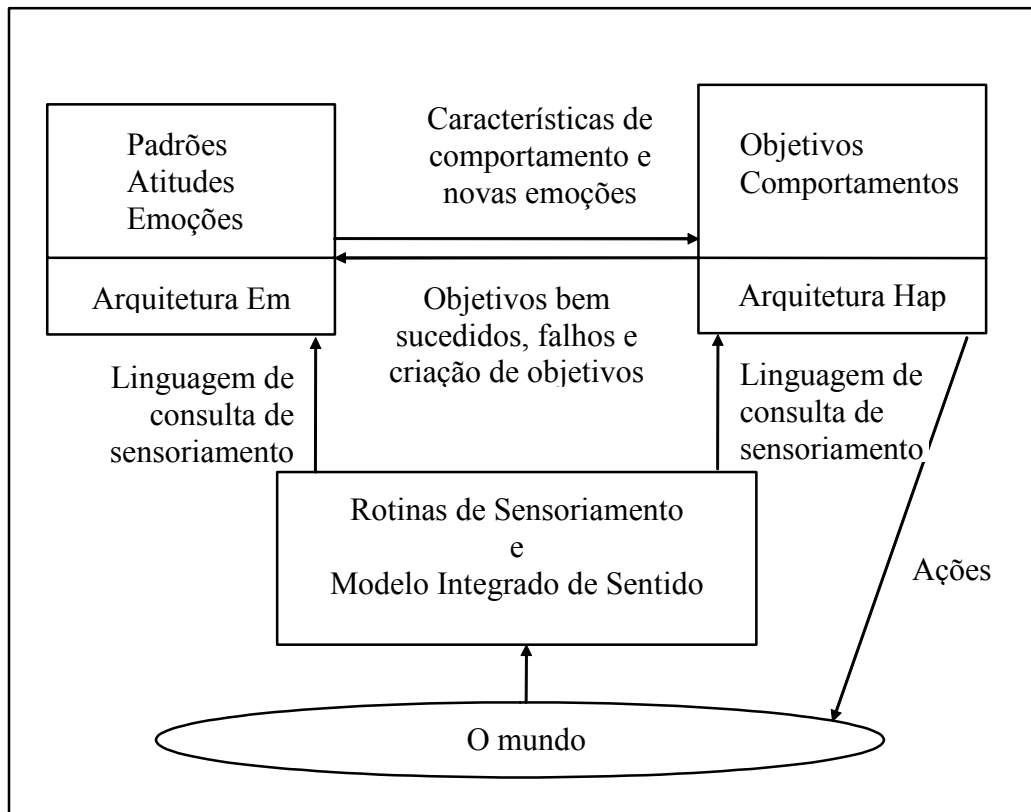 Padrões
Atitudes
Emoções
Arquitetura Em
Características de
comportamento e
novas emoções
Objetivos
Comportamentos
Arquitetura Hap
Objetivos bem
sucedidos, falhos e
criação de objetivos
Linguagem de
consulta de
sensoriamento
Linguagem de
consulta de
sensoriamento
Rotinas de Sensoriamento
e
Modelo Integrado de Sentido
Ações
O mundo